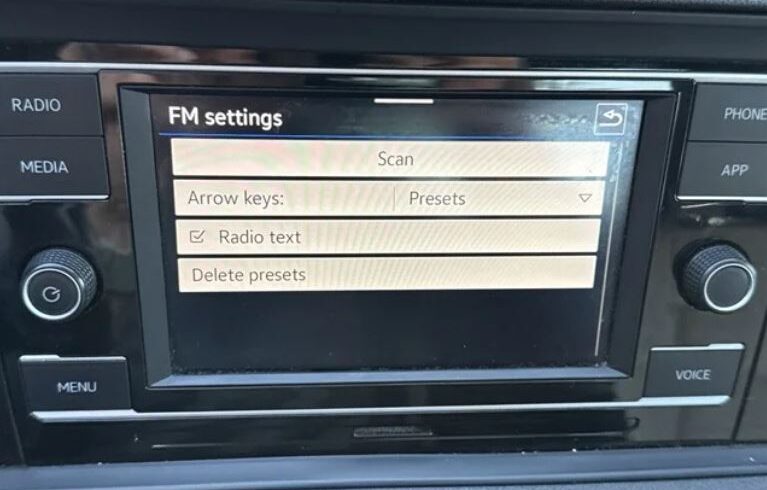 RADIO
MEDIA
MENU
FM settings
Scan
Arrow keys: Presets
Radio text
Delete presets
PHONE
APP
VOICE